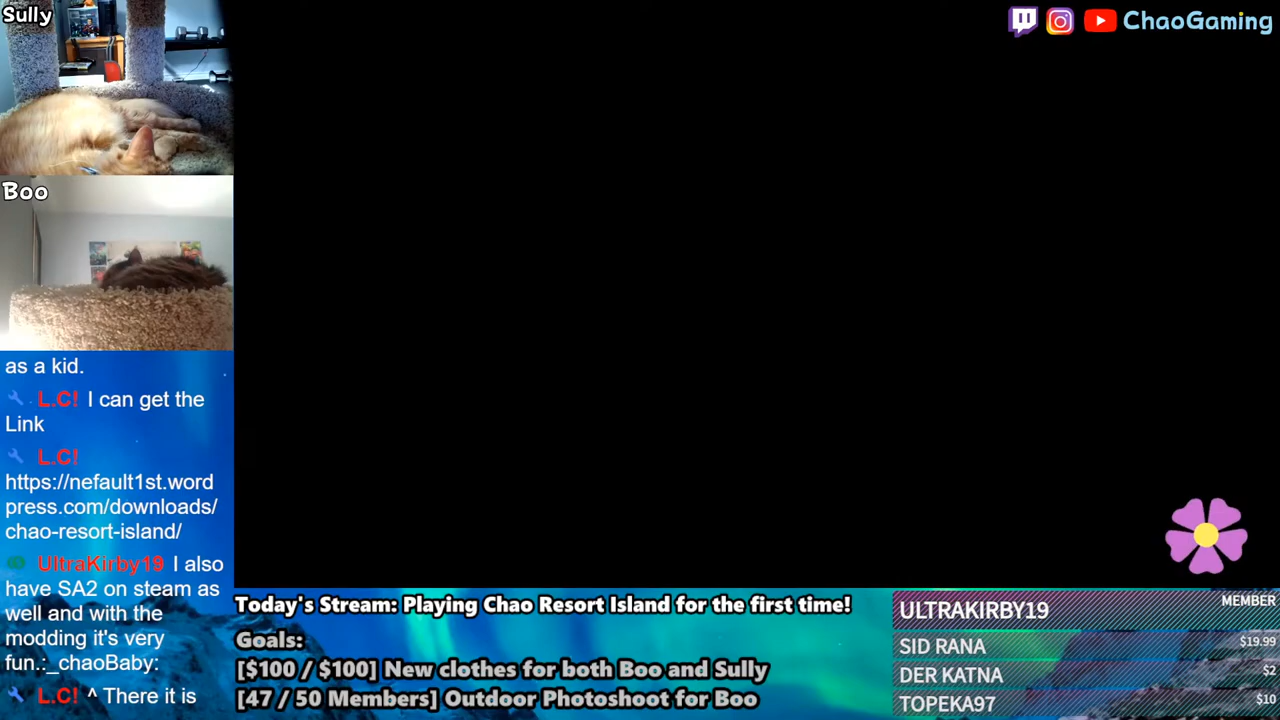 Sully
ChaoGaming
Boo
as a kid.
L.C! I can get the
Link
L.C!
https://nefault1st.word
press.com/downloads/
chao-resort-island/
UltraKirby19 I also
have SA2 on steam as
well and with the
modding it's very
fun.:_chaoBaby:
L.C! ^ There it is
Today's Stream: Playing Chao Resort Island for the first time!
Goals:
[$100 / $100] New clothes for both Boo and Sully
[47 / 50 Members] Outdoor Photoshoot for Boo
ULTRAKIRBY19 MEMBER
SID RANA $19.99
DER KATNA $2
TOPEKA97 $10